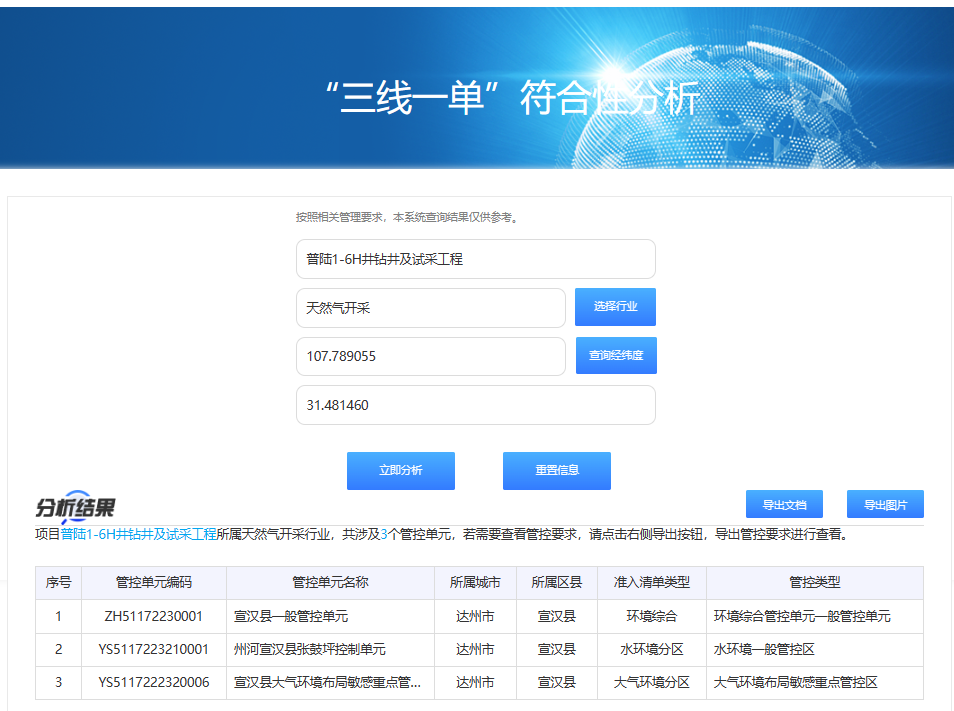 “三线一单”符合性分析
按照相关管理要求，本系统查询结果仅供参考。
普陆1-6H井钻井及试采工程
天然气开采 选择行业
107.789055 查询经纬度
31.481460
立即分析 重置信息
分析结果 导出文档 导出图片
项目普陆1-6H井钻井及试采工程所属天然气开采行业，共涉及3个管控单元，若需要查看管控要求，请点击右侧导出按钮，导出管控要求进行查看。
序号 管控单元编码 管控单元名称 所属城市 所属区县 准入清单类型 管控类型
1 ZH51172230001 宣汉县一般管控单元 达州市 宣汉县 环境综合 环境综合管控单元一般管控单元
2 YS5117223210001 州河宣汉县张鼓坪控制单元 达州市 宣汉县 水环境分区 水环境一般管控区
3 YS5117222320006 宣汉县大气环境布局敏感重点管... 达州市 宣汉县 大气环境分区 大气环境布局敏感重点管控区